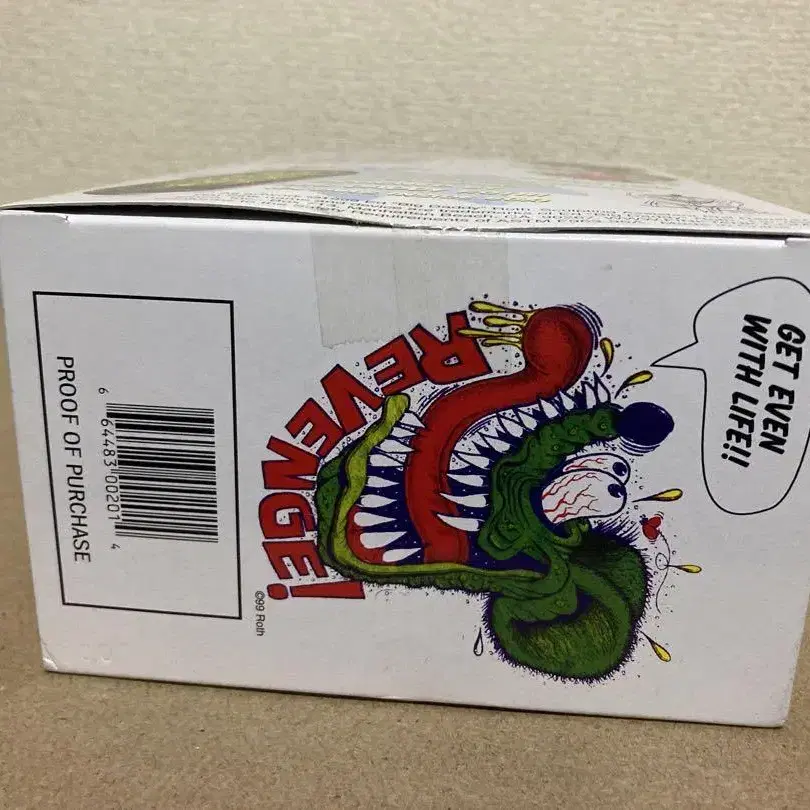 GET EVEN
WITH LIFE!!
REVENGE!
©99 Roth
6 64483 00201 4
PROOF OF PURCHASE